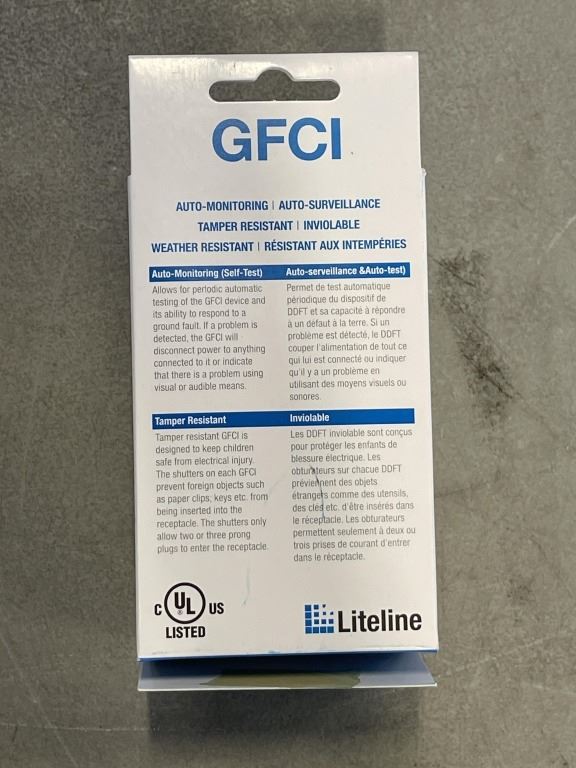 GFCI
AUTO-MONITORING | AUTO-SURVEILLANCE
TAMPER RESISTANT | INVIOLABLE
WEATHER RESISTANT | RÉSISTANT AUX INTEMPÉRIES
Auto-Monitoring (Self-Test)
Allows for periodic automatic
testing of the GFCI device and
its ability to respond to a
ground fault. If a problem is
detected, the GFCI will
disconnect power to anything
connected to it or indicate
that there is a problem using
visual or audible means.
Auto-serveillance &Auto-test)
Permet de test automatique
périodique du dispositif de
DDFT et sa capacité à répondre
à un défaut à la terre. Si un
problème est détecté, le DDFT
couper l'alimentation de tout ce
qui lui est connecté ou indiquer
qu'il y a un problème en
utilisant des moyens visuels ou
sonores.
Tamper Resistant
Tamper resistant GFCI is
designed to keep children
safe from electrical injury.
The shutters on each GFCI
prevent foreign objects such
as paper clips, keys etc. from
being inserted into the
receptacle. The shutters only
allow two or three prong
plugs to enter the receptacle.
Inviolable
Les DDFT inviolable sont conçus
pour protéger les enfants de
blessure électrique. Les
obturateurs sur chaque DDFT
préviennent des objets
étrangers comme des utensils,
des clés etc. d'être insérés dans
le réceptacle. Les obturateurs
permettent seulement à deux ou
trois prises de courant d'entrer
dans le réceptacle.
C UL ® US
LISTED
Liteline